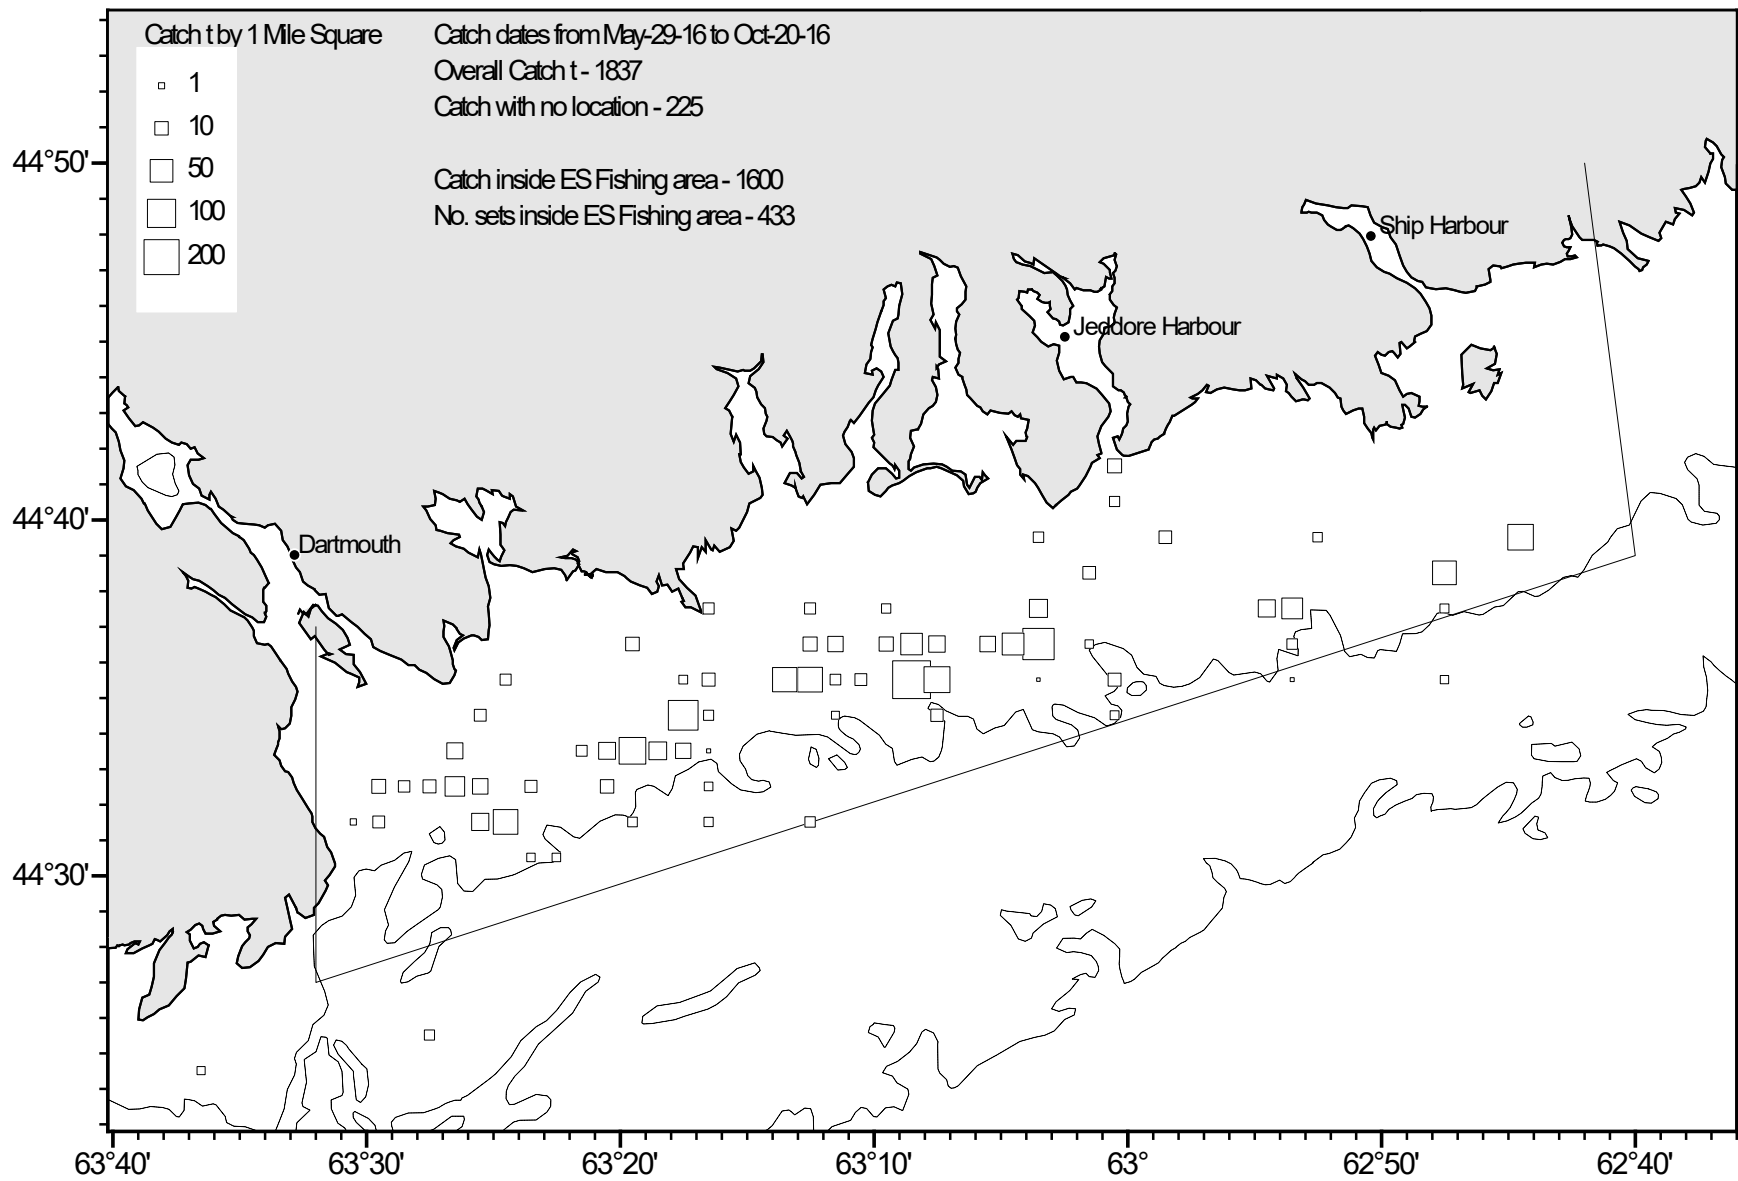 Catch t by 1 Mile Square
1
10
50
100
200
Catch dates from May-29-16 to Oct-20-16
Overall Catch t - 1837
Catch with no location - 225
Catch inside ES Fishing area - 1600
No. sets inside ES Fishing area - 433
44°50'
44°40'
44°30'
Ship Harbour
Jeddore Harbour
Dartmouth
63°40'
63°30'
63°20'
63°10'
63°
62°50'
62°40'